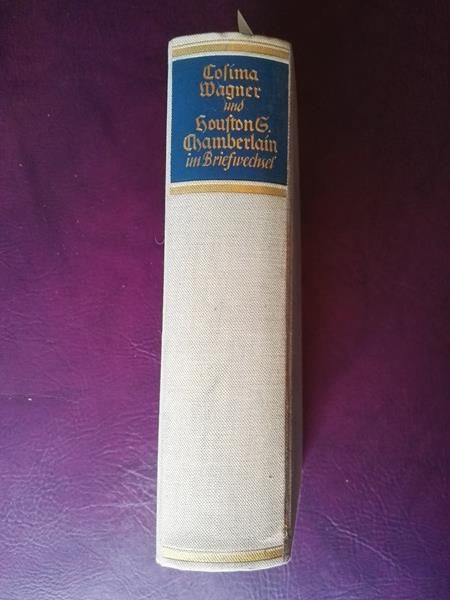 Cosima
Wagner
und
Houston S.
Chamberlain
im Briefwechsel